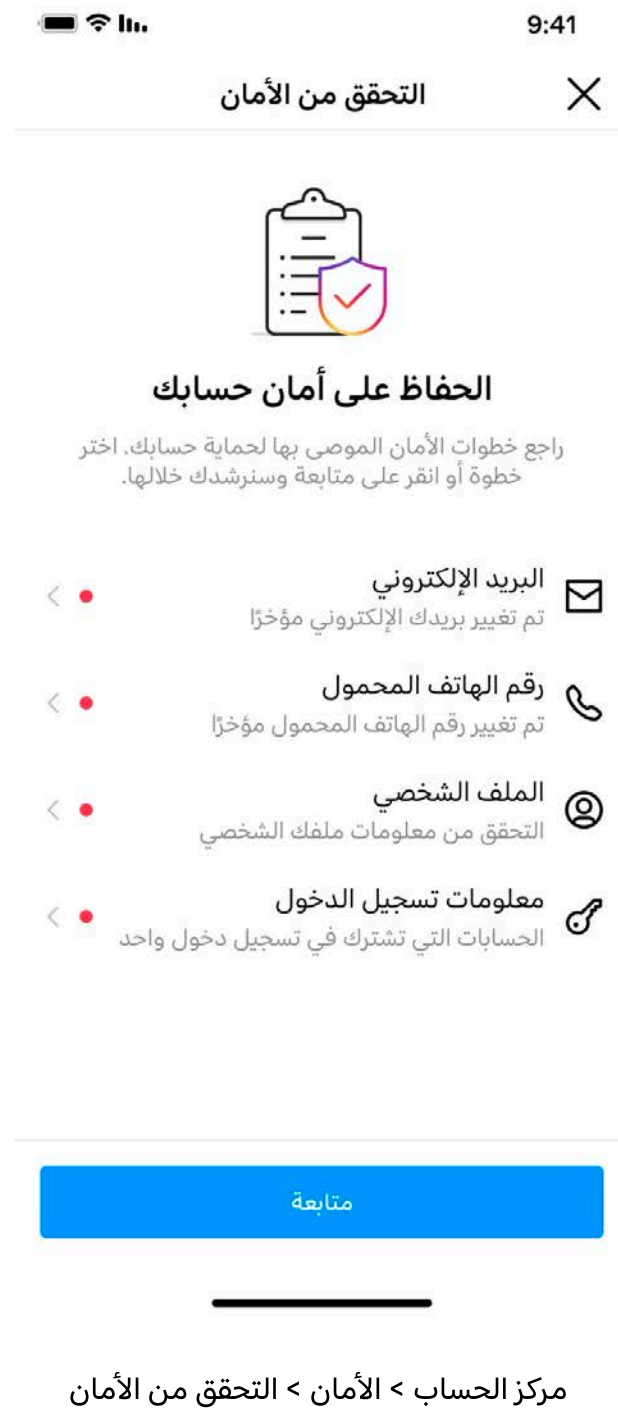 9:41
التحقق من الأمان
الحفاظ على أمان حسابك
راجع خطوات الأمان الموصى بها لحماية حسابك. اختر
خطوة أو انقر على متابعة وسنرشدك خلالها.
البريد الإلكتروني
تم تغيير بريدك الإلكتروني مؤخرًا
رقم الهاتف المحمول
تم تغيير رقم الهاتف المحمول مؤخرًا
الملف الشخصي
التحقق من معلومات ملفك الشخصي
معلومات تسجيل الدخول
الحسابات التي تشترك في تسجيل دخول واحد
متابعة
مركز الحساب > الأمان > التحقق من الأمان